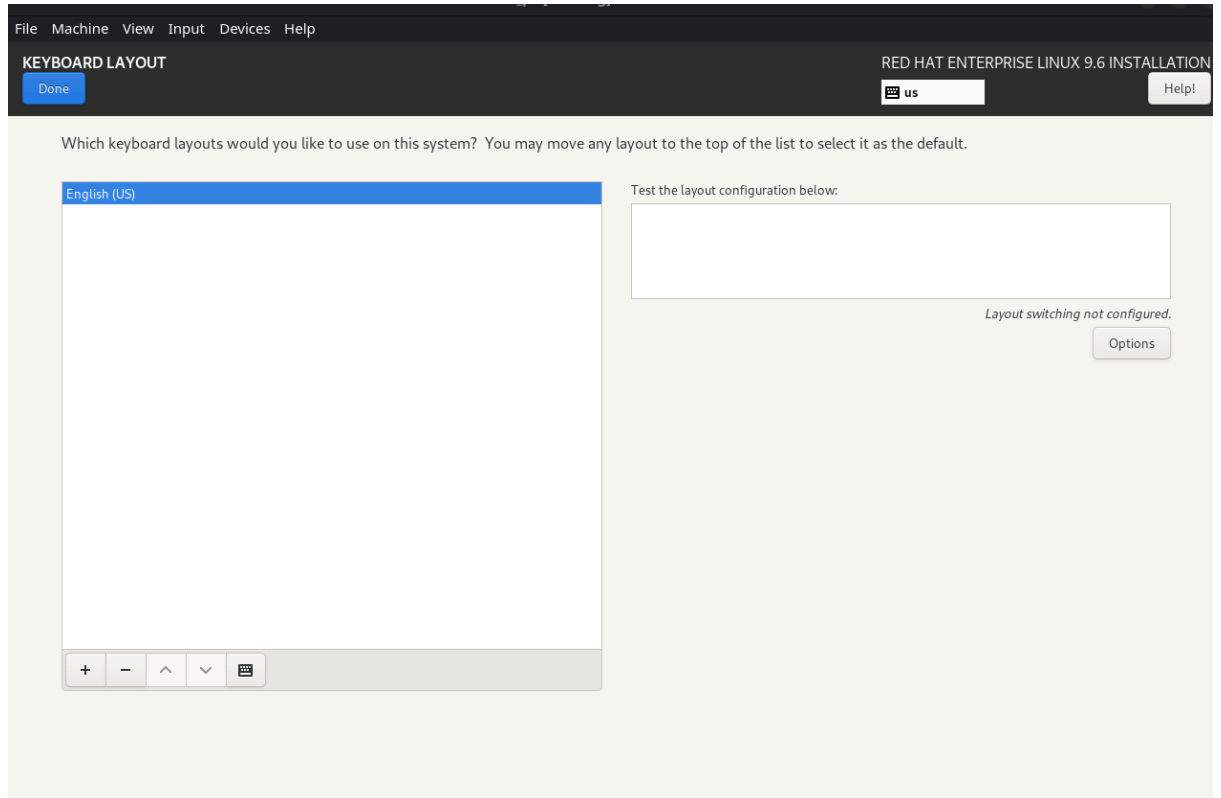 File Machine View Input Devices Help
KEYBOARD LAYOUT
RED HAT ENTERPRISE LINUX 9.6 INSTALLATION
Done
us
Help!
Which keyboard layouts would you like to use on this system? You may move any layout to the top of the list to select it as the default.
English (US)
Test the layout configuration below:
Layout switching not configured.
Options